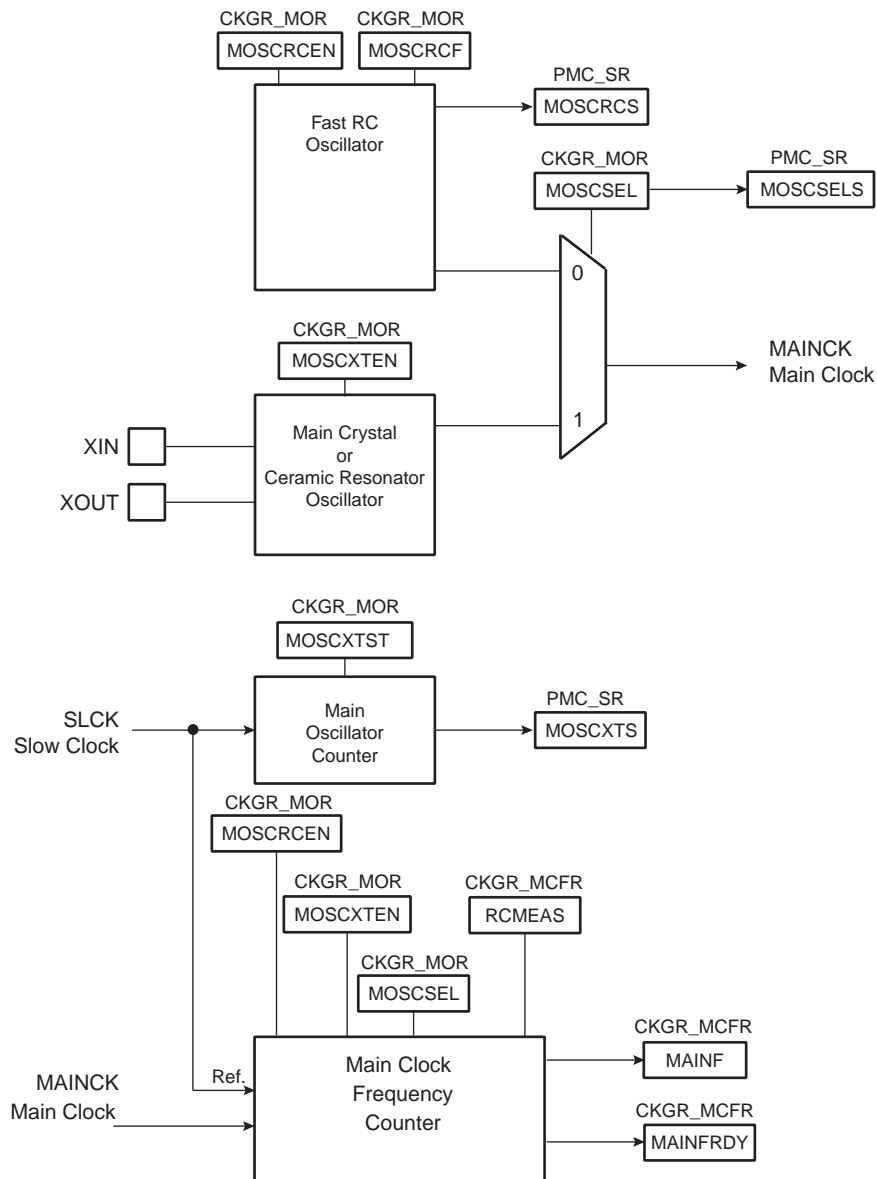 CKGR_MOR
CKGR_MOR
MOSCRCEN
MOSCRCF
PMC_SR
MOSCRCS
Fast RC
Oscillator
CKGR_MOR
PMC_SR
MOSCSEL
MOSCSELS
0
CKGR_MOR
MOSCXTEN
MAINCK
Main Clock
1
Main Crystal
or
Ceramic Resonator
Oscillator
XIN
XOUT
CKGR_MOR
MOSCXTST
SLCK
Slow Clock
Main
Oscillator
Counter
PMC_SR
MOSCXTS
CKGR_MOR
MOSCRCEN
CKGR_MOR
CKGR_MCFR
MOSCXTEN
RCMEAS
CKGR_MOR
MOSCSEL
CKGR_MCFR
MAINF
Ref.
Main Clock
Frequency
Counter
MAINCK
Main Clock
CKGR_MCFR
MAINFRDY